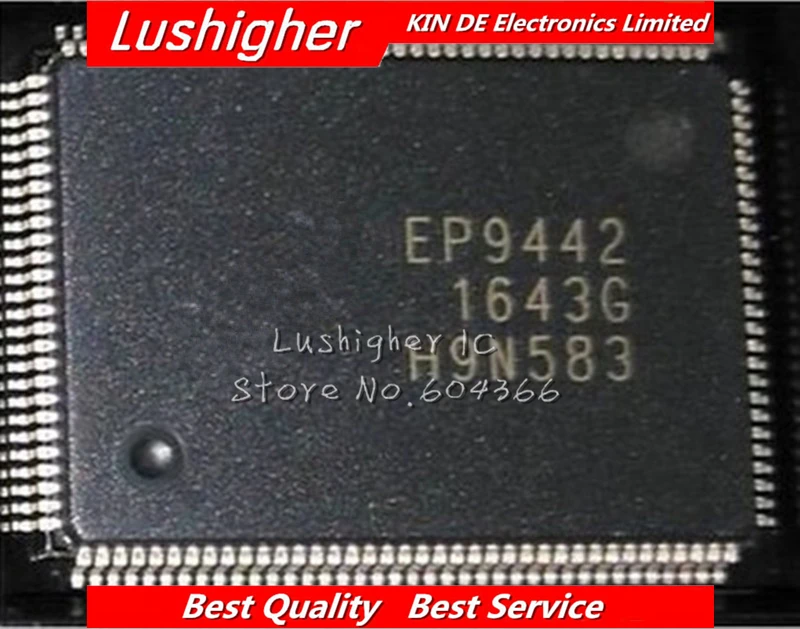 Lushigher
KIN DE Electronics Limited
EP9442
1643G
Lushigher IC
H9N583
Store No.604366
Best Quality Best Service